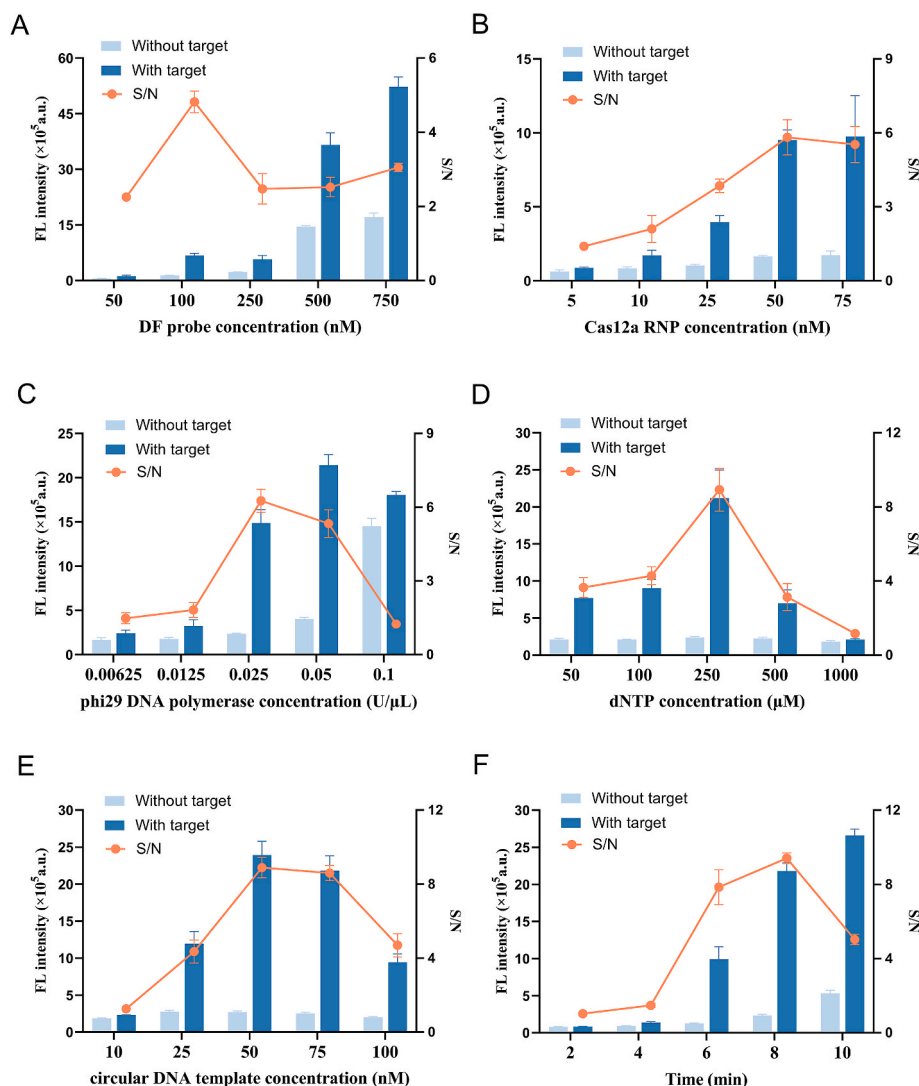 A
Without target
With target
S/N
60
45
30
15
0
6
4
2
0
FL intensity (×10⁵a.u.)
S/N
50 100 250 500 750
DF probe concentration (nM)
B
Without target
With target
S/N
15
10
5
0
9
6
3
0
FL intensity (×10⁵a.u.)
S/N
5 10 25 50 75
Cas12a RNP concentration (nM)
C
Without target
With target
S/N
25
20
15
10
5
0
9
6
3
0
FL intensity (×10⁵a.u.)
S/N
0.00625 0.0125 0.025 0.05 0.1
phi29 DNA polymerase concentration (U/μL)
D
Without target
With target
S/N
30
25
20
15
10
5
0
12
8
4
0
FL intensity (×10⁵a.u.)
S/N
50 100 250 500 1000
dNTP concentration (μM)
E
Without target
With target
S/N
30
25
20
15
10
5
0
12
8
4
0
FL intensity (×10⁵a.u.)
S/N
10 25 50 75 100
circular DNA template concentration (nM)
F
Without target
With target
S/N
30
25
20
15
10
5
0
12
8
4
0
FL intensity (×10⁵a.u.)
S/N
2 4 6 8 10
Time (min)